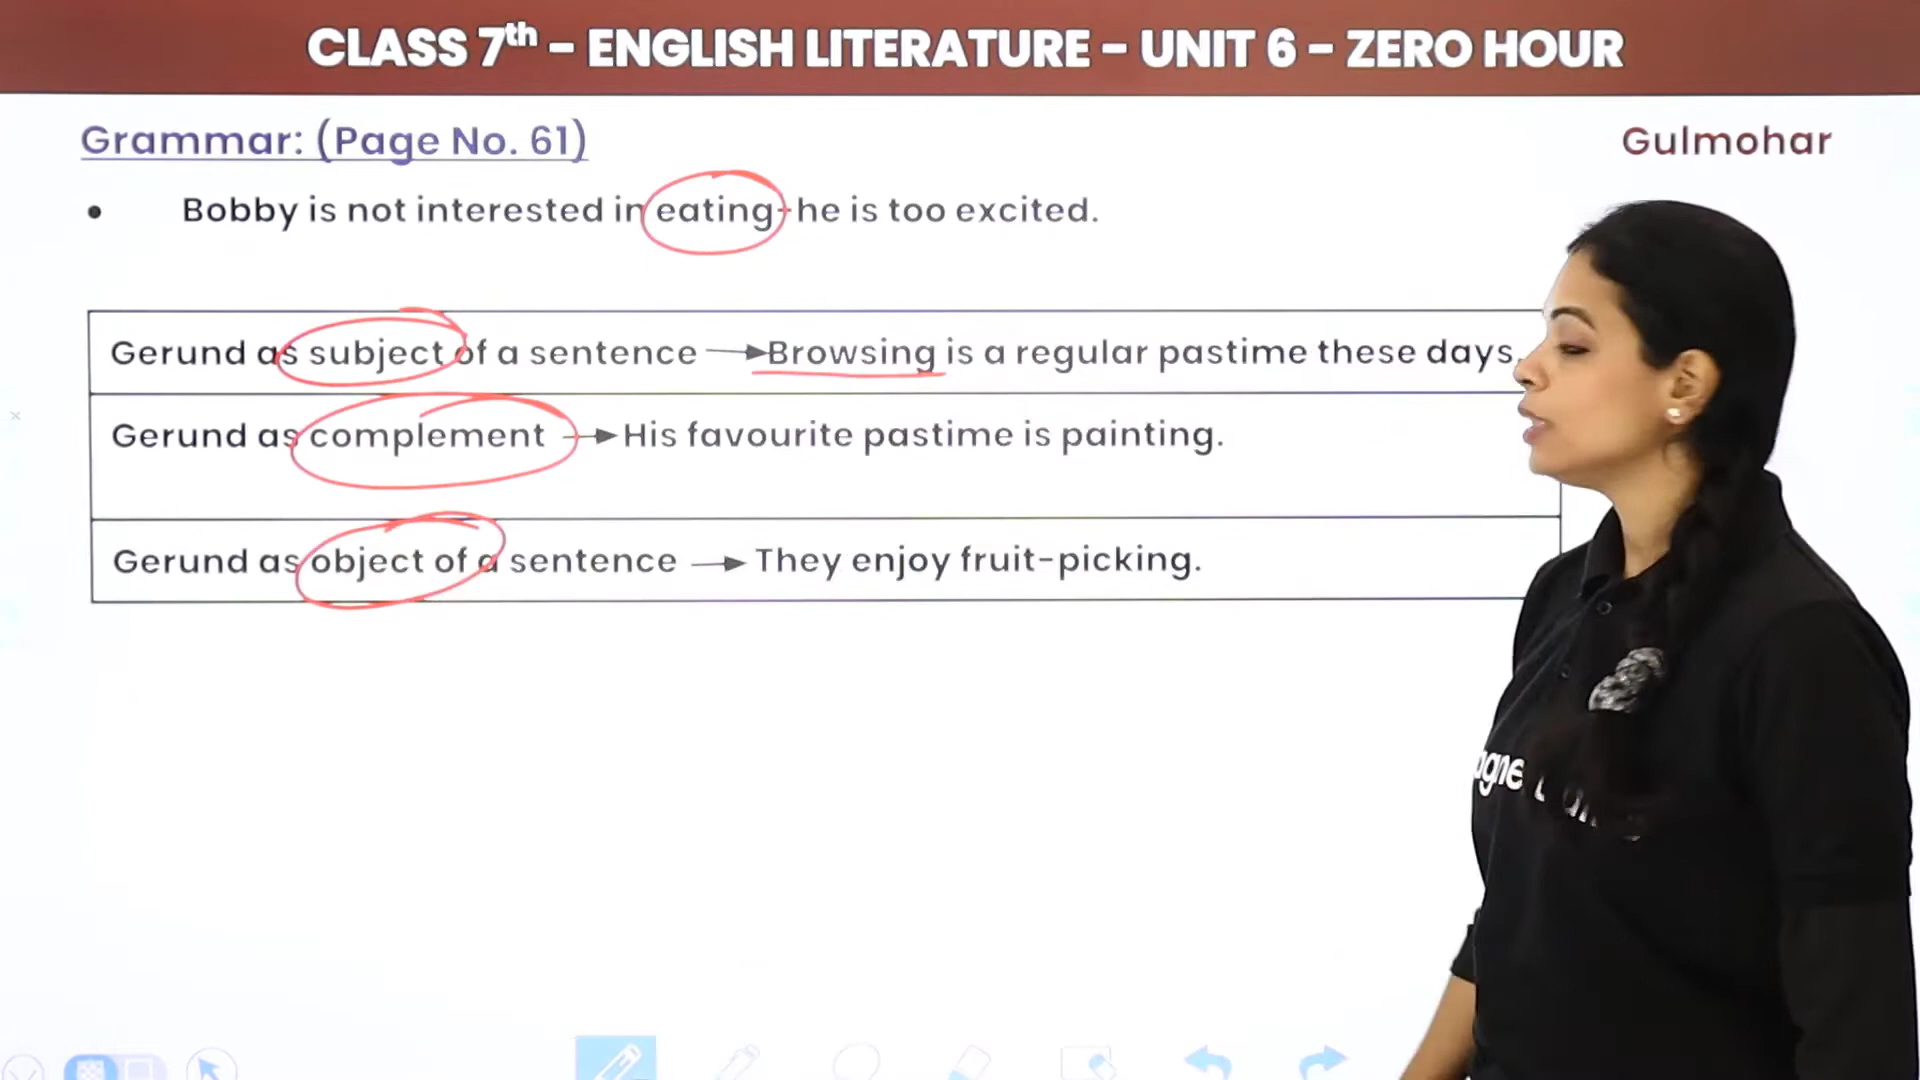 CLASS 7th – ENGLISH LITERATURE – UNIT 6 – ZERO HOUR
Grammar: (Page No. 61)
Gulmohar
• Bobby is not interested in eating- he is too excited.
Gerund as subject of a sentence → Browsing is a regular pastime these days.
Gerund as complement → His favourite pastime is painting.
Gerund as object of a sentence → They enjoy fruit-picking.